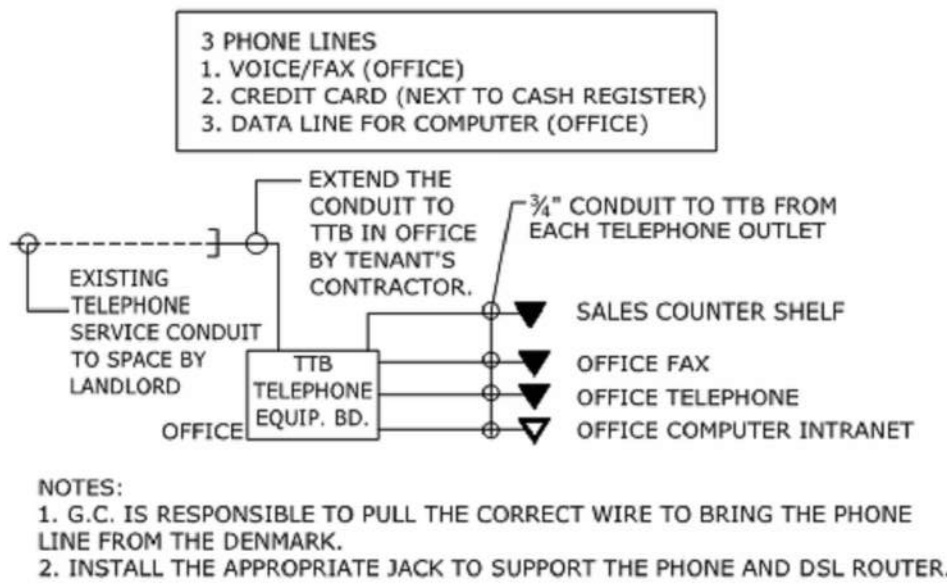 3 PHONE LINES
1. VOICE/FAX (OFFICE)
2. CREDIT CARD (NEXT TO CASH REGISTER)
3. DATA LINE FOR COMPUTER (OFFICE)
EXTEND THE
CONDUIT TO
TTB IN OFFICE
BY TENANT'S
CONTRACTOR.
¾" CONDUIT TO TTB FROM
EACH TELEPHONE OUTLET
EXISTING
TELEPHONE
SERVICE CONDUIT
TO SPACE BY
LANDLORD
TTB
TELEPHONE
EQUIP. BD.
OFFICE
SALES COUNTER SHELF
OFFICE FAX
OFFICE TELEPHONE
OFFICE COMPUTER INTRANET
NOTES:
1. G.C. IS RESPONSIBLE TO PULL THE CORRECT WIRE TO BRING THE PHONE
LINE FROM THE DENMARK.
2. INSTALL THE APPROPRIATE JACK TO SUPPORT THE PHONE AND DSL ROUTER.